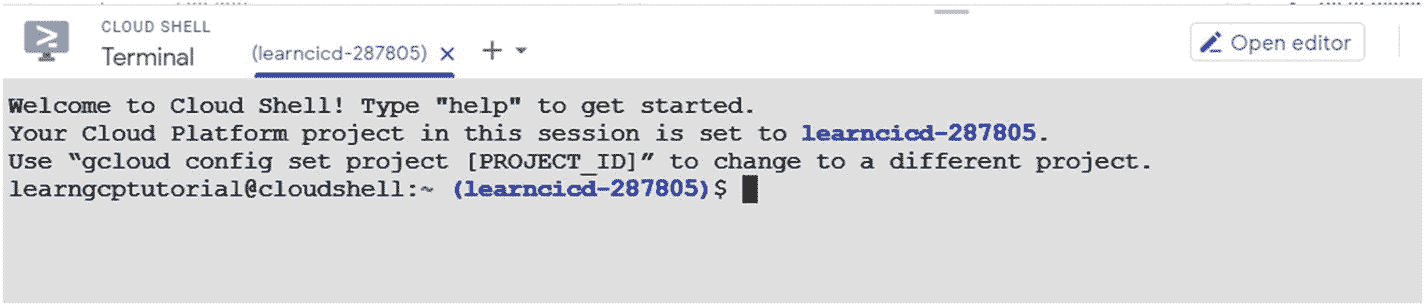 CLOUD SHELL
Terminal
(learncicd-287805)
Open editor
Welcome to Cloud Shell! Type "help" to get started.
Your Cloud Platform project in this session is set to learncicd-287805.
Use “gcloud config set project [PROJECT_ID]” to change to a different project.
learngcptutorial@cloudshell:~ (learncicd-287805)$